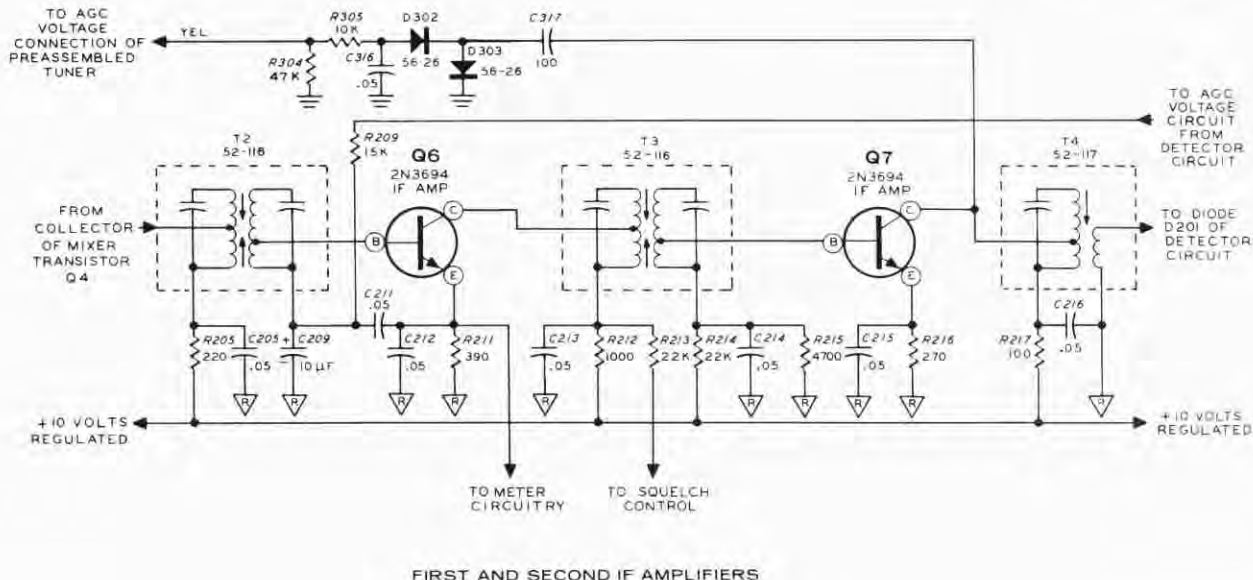 TO AGC
VOLTAGE
CONNECTION OF
PREASSEMBLED
TUNER
YEL
R305
10K
D302
56-26
C317
100
R304
47K
C316
.05
D303
56-26
TO AGC
VOLTAGE
CIRCUIT
FROM
DETECTOR
CIRCUIT
R209
15K
T2
52-116
Q6
2N3694
IF AMP
T3
52-116
Q7
2N3694
IF AMP
T4
52-117
FROM
COLLECTOR
OF MIXER
TRANSISTOR
Q4
B
C
E
B
C
E
TO DIODE
D201 OF
DETECTOR
CIRCUIT
R205
220
C205
.05
+
C209
10µF
C211
.05
C212
.05
R211
390
C213
.05
R212
1000
R213
22K
R214
22K
C214
.05
R215
4700
C215
.05
R216
270
R217
100
C216
.05
R
R
R
R
R
R
R
R
R
R
+10 VOLTS
REGULATED
+10 VOLTS
REGULATED
TO METER
CIRCUITRY
TO SQUELCH
CONTROL
FIRST AND SECOND IF AMPLIFIERS